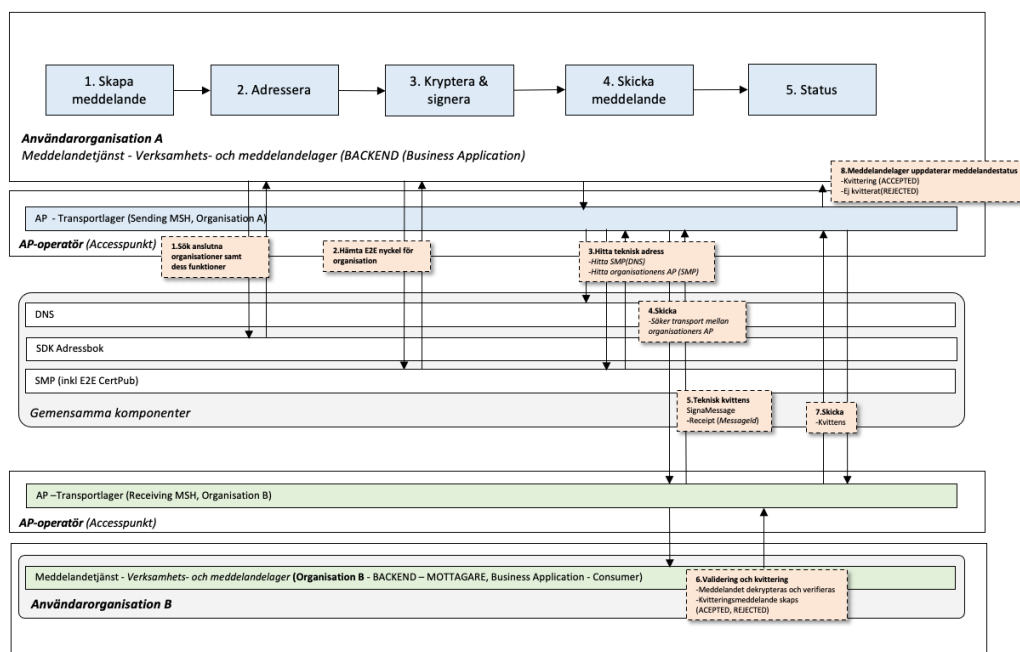 1. Skapa
meddelande
2. Adressera
3. Kryptera &
signera
4. Skicka
meddelande
5. Status
Användarorganisation A
Meddelandetjänst - Verksamhets- och meddelandelager (BACKEND (Business Application)
8.Meddelandelager uppdaterar meddelandestatus
-Kvittering (ACCEPTED)
-Ej kvitterat(REJECTED)
AP - Transportlager (Sending MSH, Organisation A)
AP-operatör (Accesspunkt)
1.Sök anslutna
organisationer samt
dess funktioner
2.Hämta E2E nyckel för
organisation
3.Hitta teknisk adress
-Hitta SMP(DNS)
-Hitta organisationens AP (SMP)
DNS
4.Skicka
-Säker transport mellan
organisationers AP
SDK Adressbok
SMP (inkl E2E CertPub)
Gemensamma komponenter
5.Teknisk kvittens
SignaMessage
-Receipt (MessageId)
7.Skicka
-Kvittens
AP –Transportlager (Receiving MSH, Organisation B)
AP-operatör (Accesspunkt)
Meddelandetjänst - Verksamhets- och meddelandelager (Organisation B - BACKEND – MOTTAGARE, Business Application - Consumer)
6.Validering och kvittering
-Meddelandet dekrypteras och verifieras
-Kvitteringsmeddelande skaps
(ACEPTED, REJECTED)
Användarorganisation B